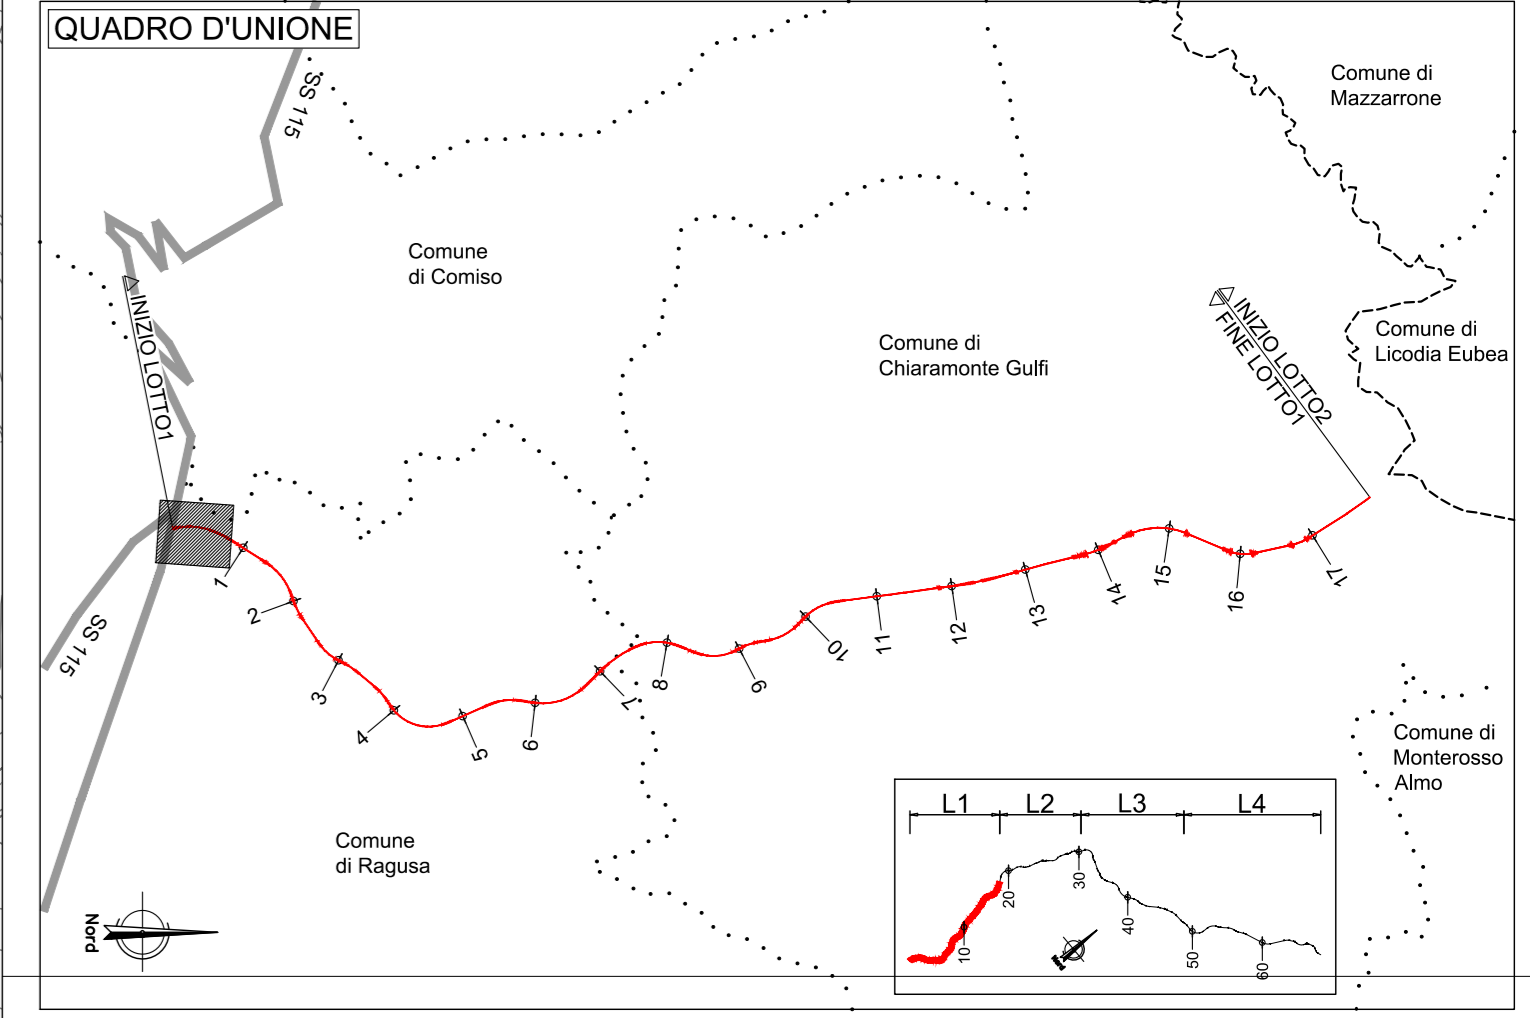 QUADRO D'UNIONE
SS 115
Comune di
Mazzarrone
Comune
di Comiso
INIZIO LOTTO1
Comune di
Chiaramonte Gulfi
INIZIO LOTTO2
FINE LOTTO1
Comune di
Licodia Eubea
SS 115
1
2
3
4
5
6
7
8
9
10
11
12
13
14
15
16
17
Comune di
Monterosso
Almo
Comune
di Ragusa
Nord
L1 L2 L3 L4
10
20
30
40
50
60
Nord